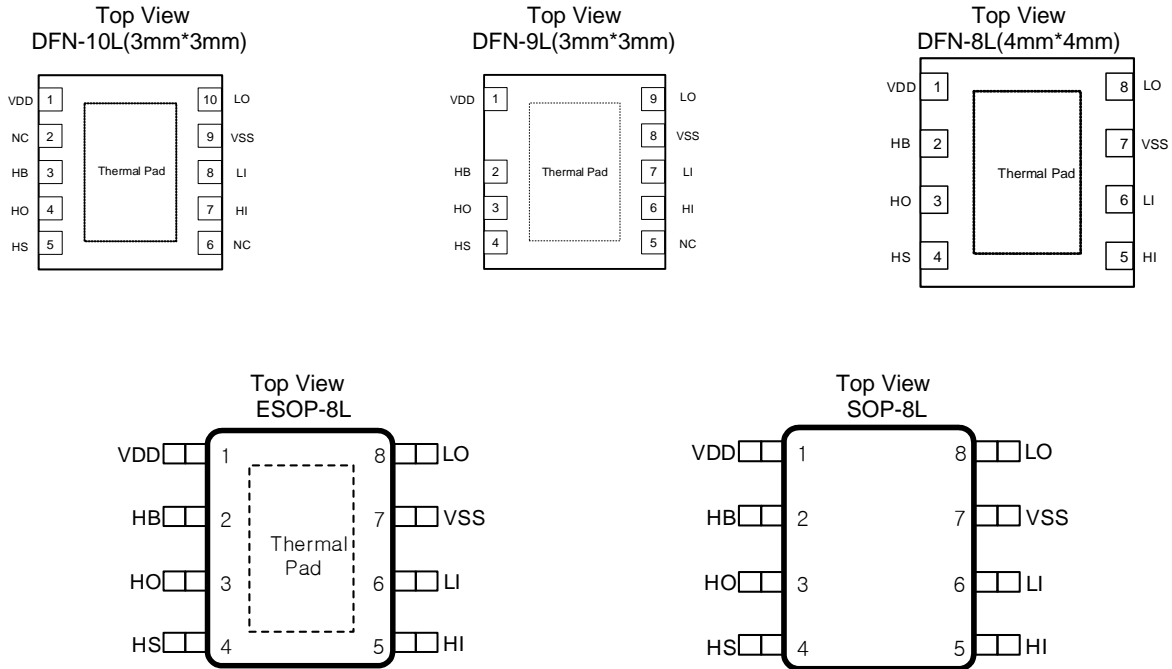 Top View
DFN-10L(3mm*3mm)
VDD 1 10 LO
NC 2 9 VSS
HB 3 Thermal Pad 8 LI
HO 4 7 HI
HS 5 6 NC
Top View
DFN-9L(3mm*3mm)
VDD 1 9 LO
8 VSS
HB 2 Thermal Pad 7 LI
HO 3 6 HI
HS 4 5 NC
Top View
DFN-8L(4mm*4mm)
VDD 1 8 LO
HB 2 7 VSS
Thermal Pad
HO 3 6 LI
HS 4 5 HI
Top View
ESOP-8L
VDD 1 8 LO
HB 2 7 VSS
Thermal
Pad
HO 3 6 LI
HS 4 5 HI
Top View
SOP-8L
VDD 1 8 LO
HB 2 7 VSS
HO 3 6 LI
HS 4 5 HI